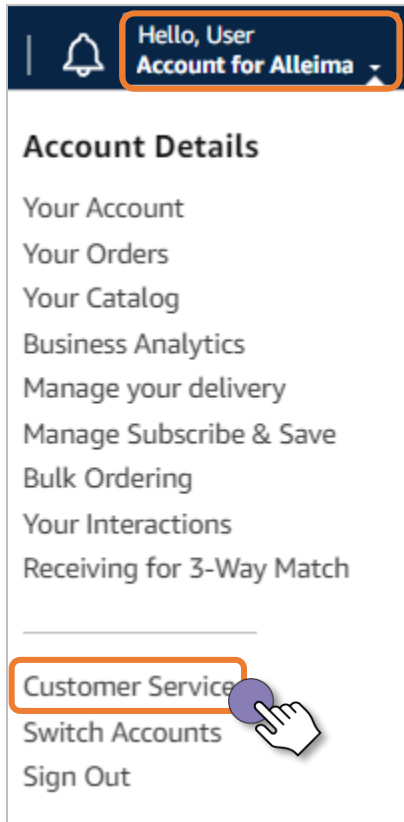 Hello, User
Account for Alleima
Account Details
Your Account
Your Orders
Your Catalog
Business Analytics
Manage your delivery
Manage Subscribe & Save
Bulk Ordering
Your Interactions
Receiving for 3-Way Match
Customer Service
Switch Accounts
Sign Out